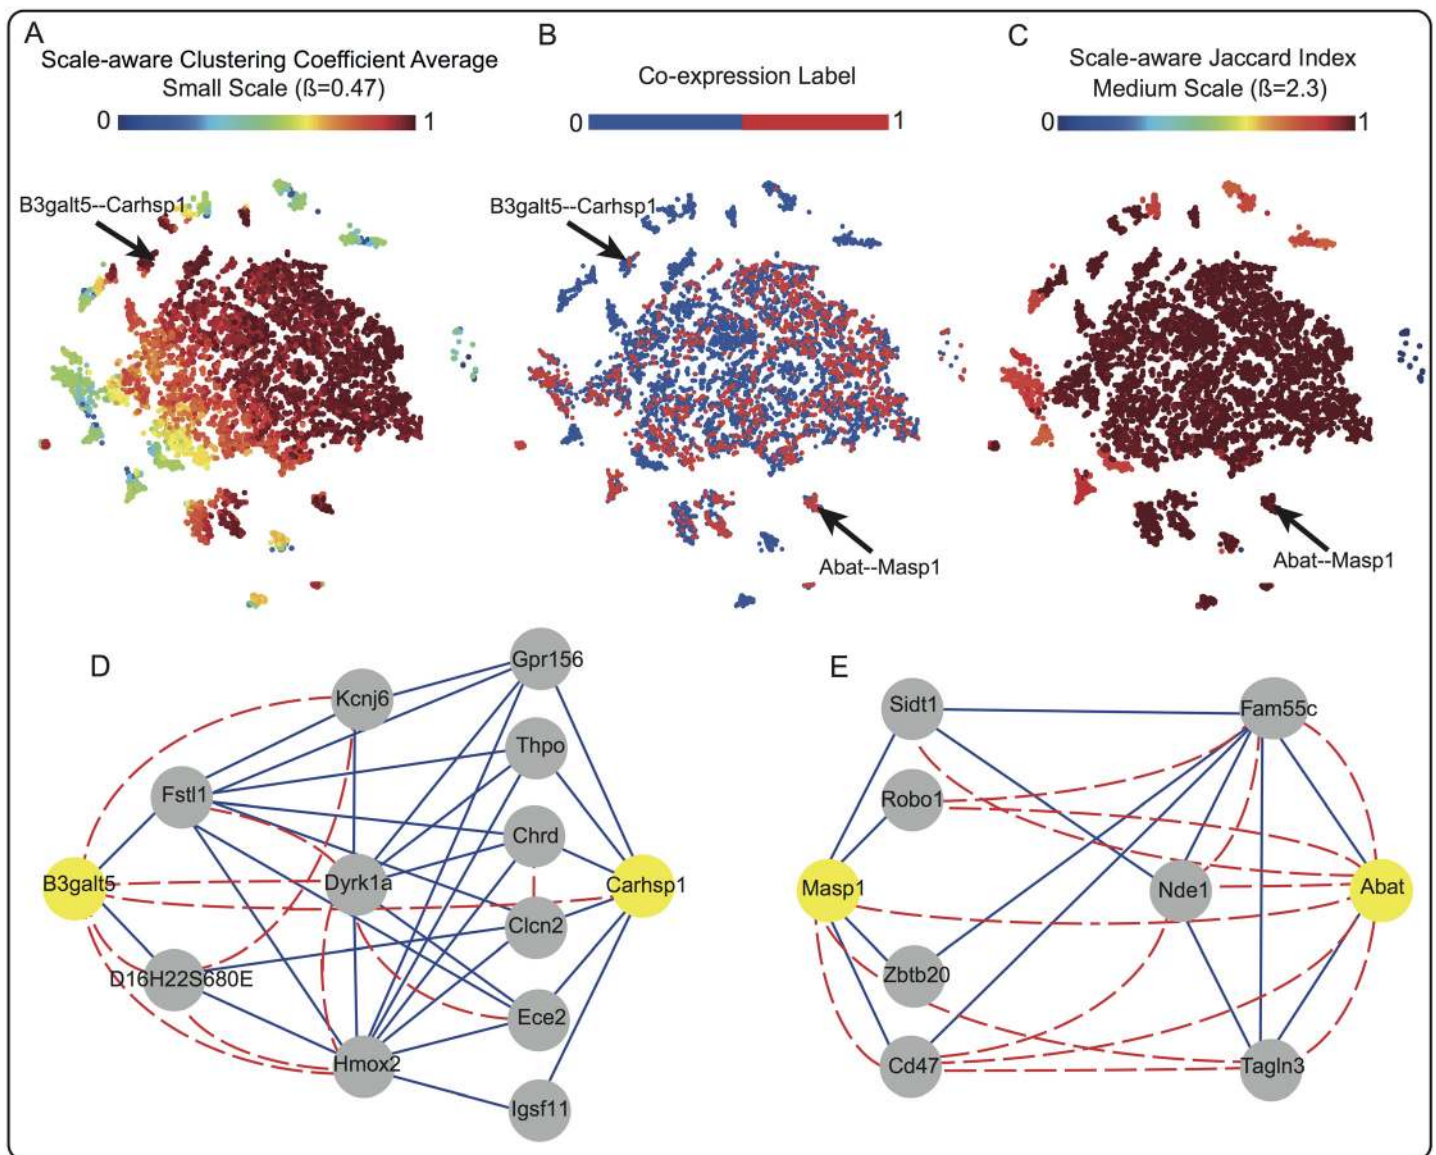 A
Scale-aware Clustering Coefficient Average
Small Scale (ß=0.47)
0 1
B3galt5--Carhsp1
B
Co-expression Label
0 1
B3galt5--Carhsp1
Abat--Masp1
C
Scale-aware Jaccard Index
Medium Scale (ß=2.3)
0 1
Abat--Masp1
D
Gpr156
Kcnj6
Thpo
Fstl1
Chrd
B3galt5
Dyrk1a
Carhsp1
Clcn2
D16H22S680E
Ece2
Hmox2
Igsf11
E
Sidt1
Fam55c
Robo1
Masp1
Nde1
Abat
Zbtb20
Cd47
Tagln3